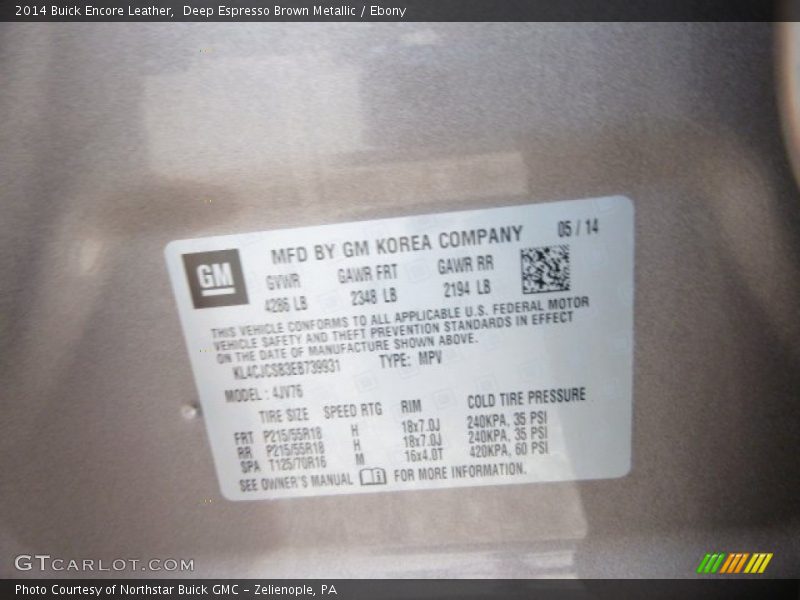 2014 Buick Encore Leather,  Deep Espresso Brown Metallic / Ebony
GM
MFD BY GM KOREA COMPANY 05 / 14
GVWR GAWR FRT GAWR RR
4286 LB 2348 LB 2194 LB
THIS VEHICLE CONFORMS TO ALL APPLICABLE U.S. FEDERAL MOTOR
VEHICLE SAFETY AND THEFT PREVENTION STANDARDS IN EFFECT
ON THE DATE OF MANUFACTURE SHOWN ABOVE.
KL4CJCSB3EB739931 TYPE: MPV
MODEL : 4JV76
TIRE SIZE SPEED RTG RIM COLD TIRE PRESSURE
FRT P215/55R18 H 18x7.0J 240KPA, 35 PSI
RR P215/55R18 H 18x7.0J 240KPA, 35 PSI
SPA T125/70R16 M 16x4.0T 420KPA, 60 PSI
SEE OWNER'S MANUAL FOR MORE INFORMATION.
GTCARLOT.COM
Photo Courtesy of Northstar Buick GMC – Zelienople, PA